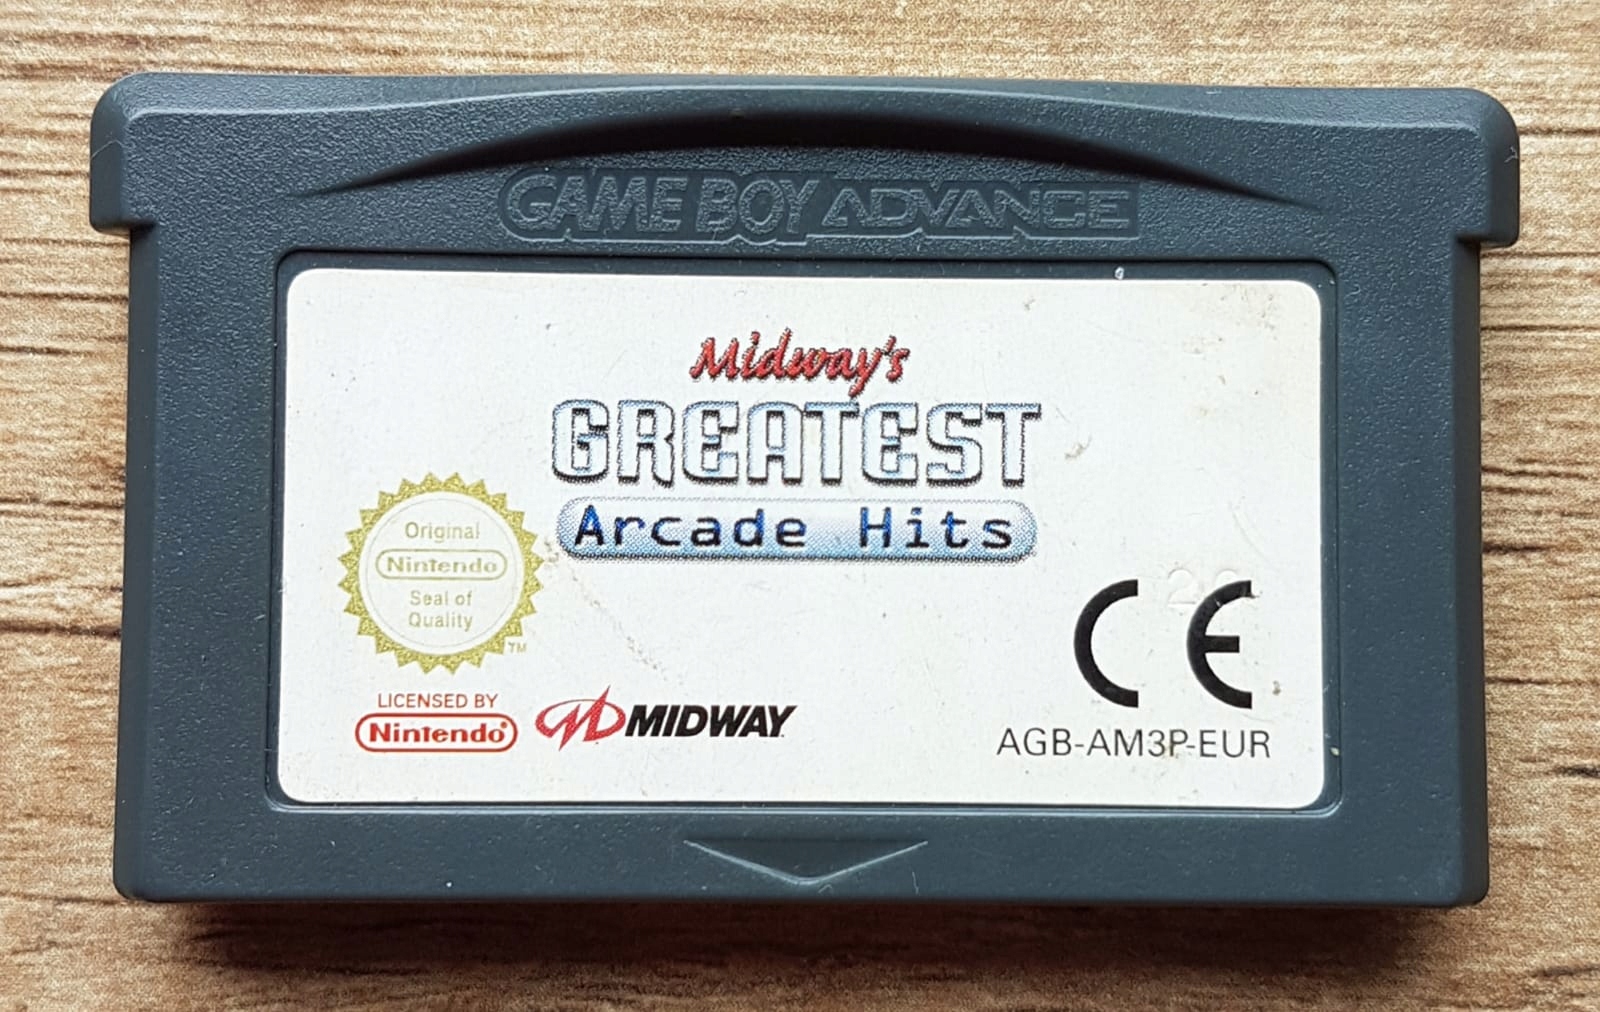 GAME BOY ADVANCE
Midway's
GREATEST
Arcade Hits
Original
Nintendo
Seal of
Quality
TM
LICENSED BY
Nintendo®
MIDWAY
CE
AGB-AM3P-EUR